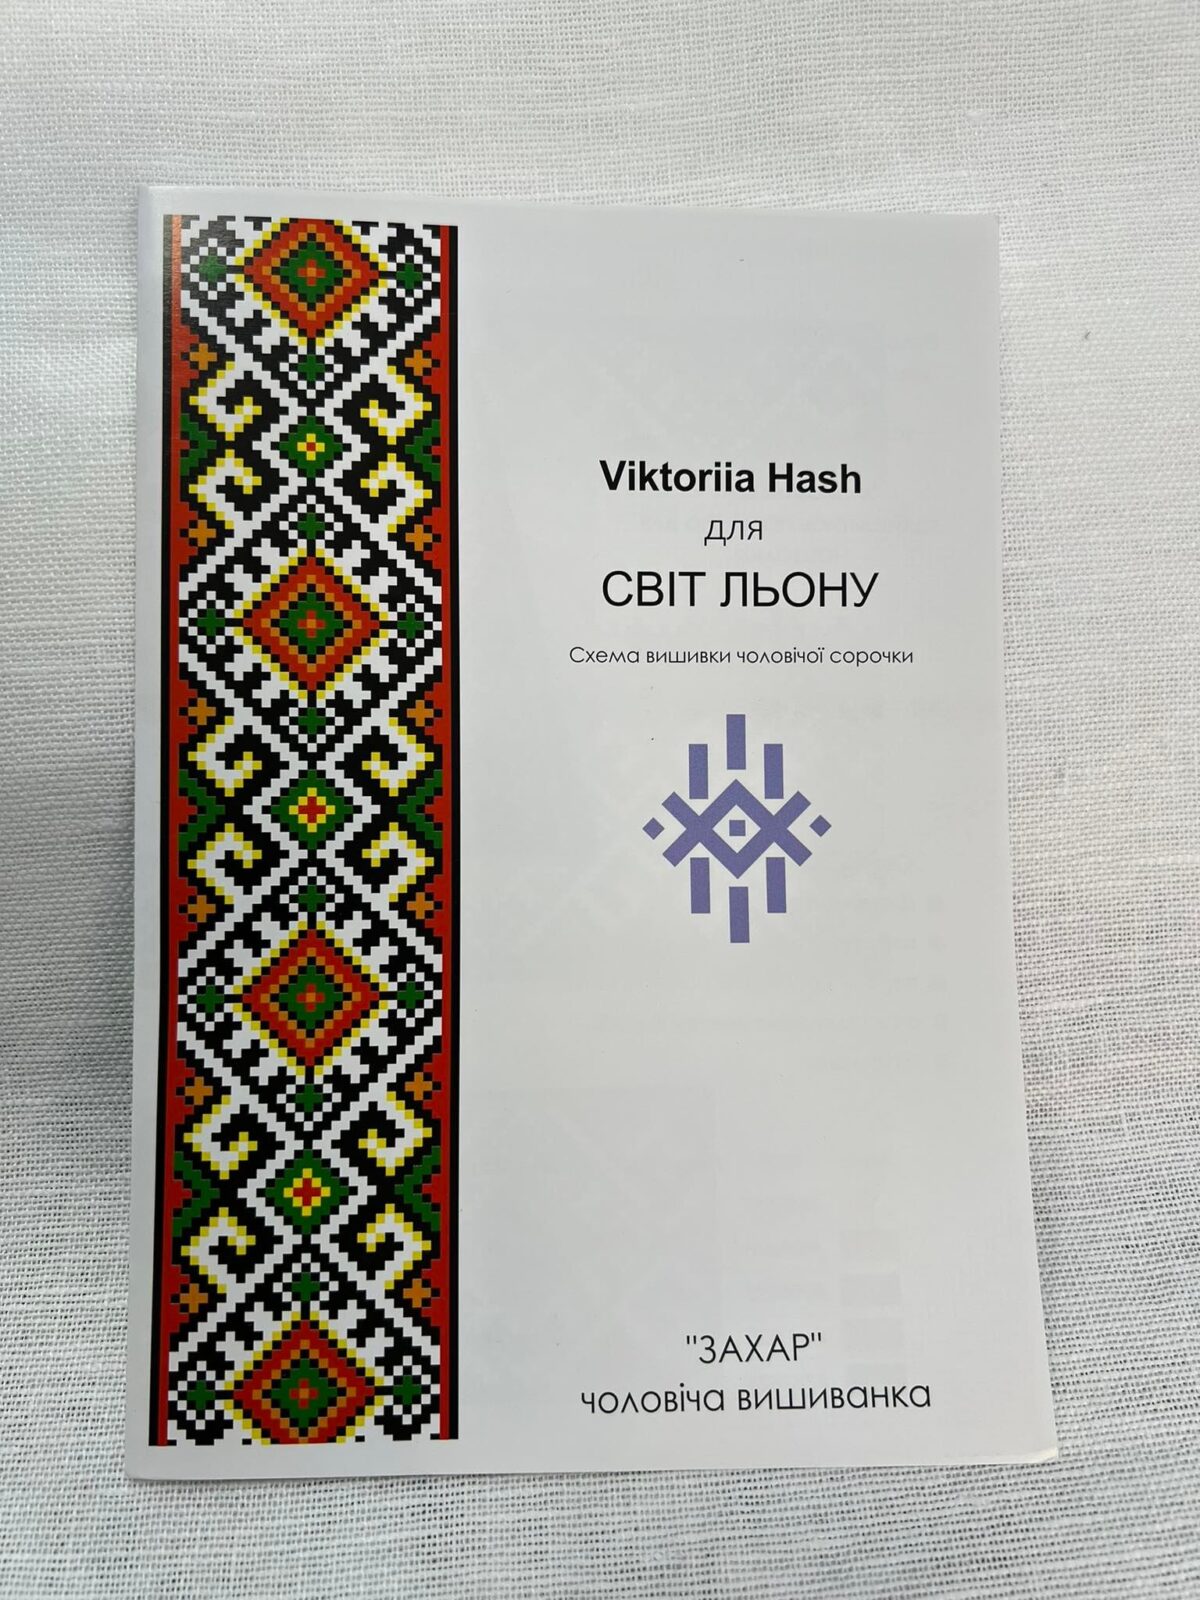 Viktoriia Hash
для
СВІТ ЛЬОНУ
Схема вишивки чоловічої сорочки
"ЗАХАР"
чоловіча вишиванка